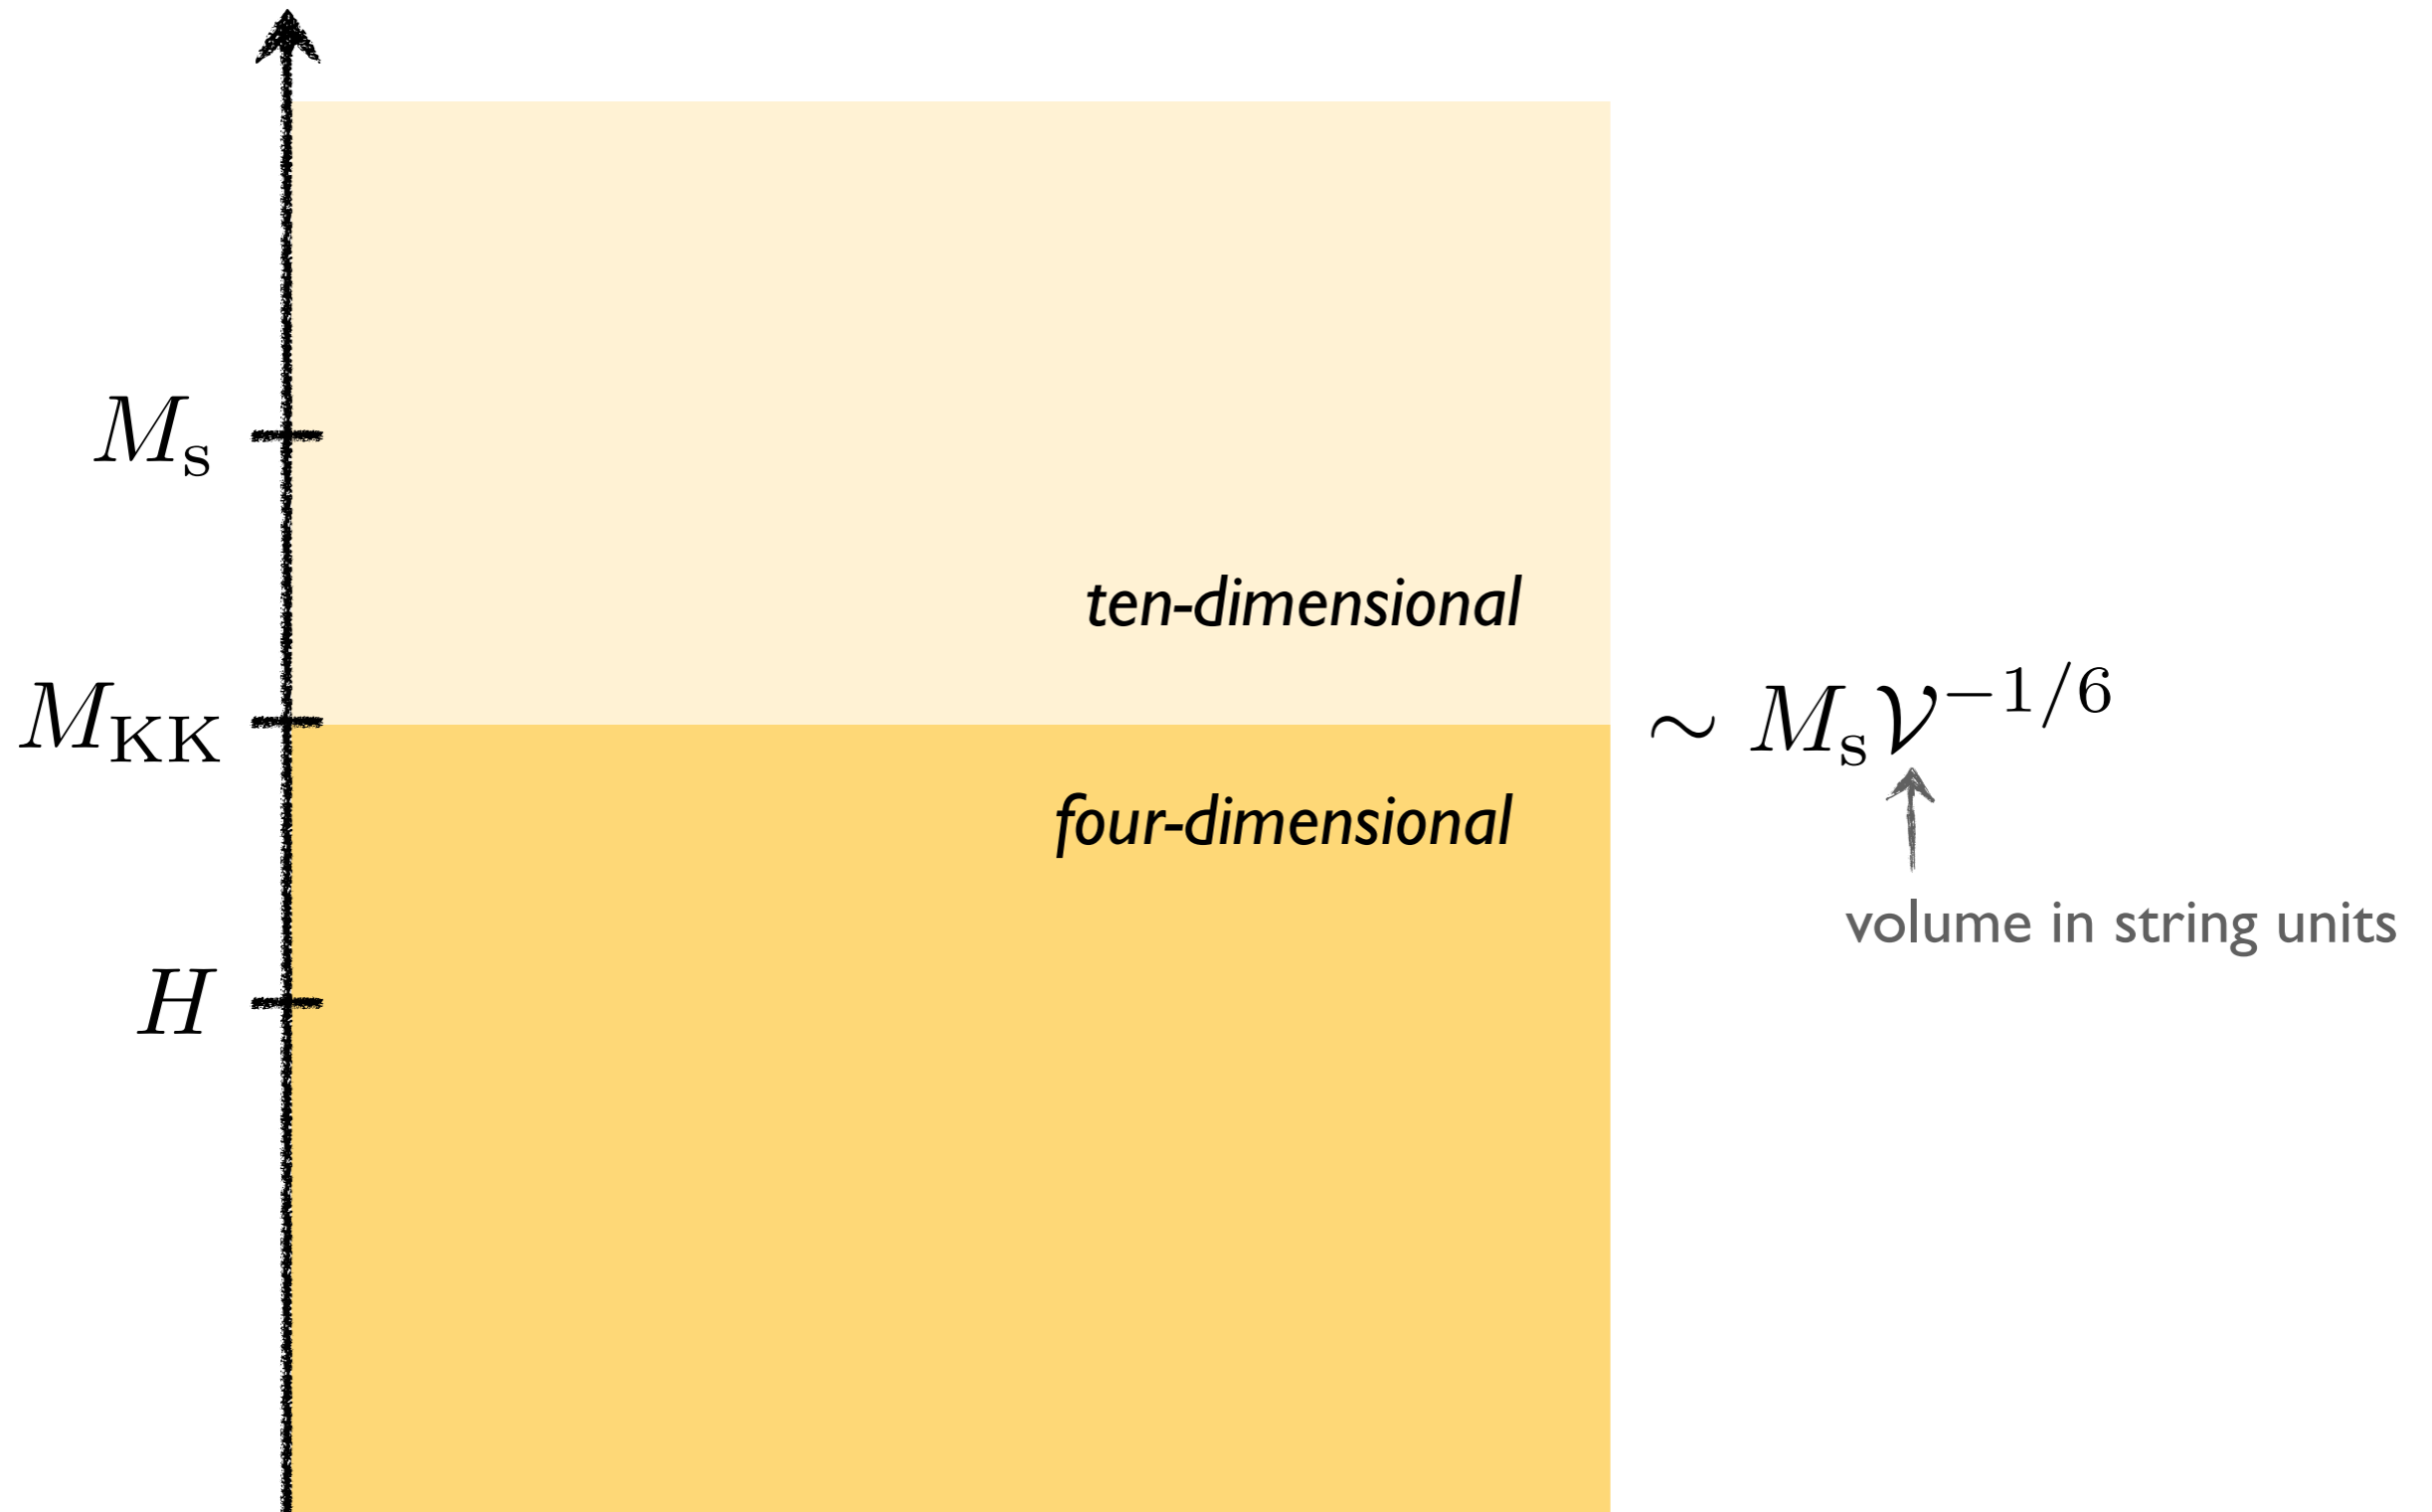 M_s
ten-dimensional
M_KK
∼ M_s 𝒱^{−1/6}
four-dimensional
volume in string units
H